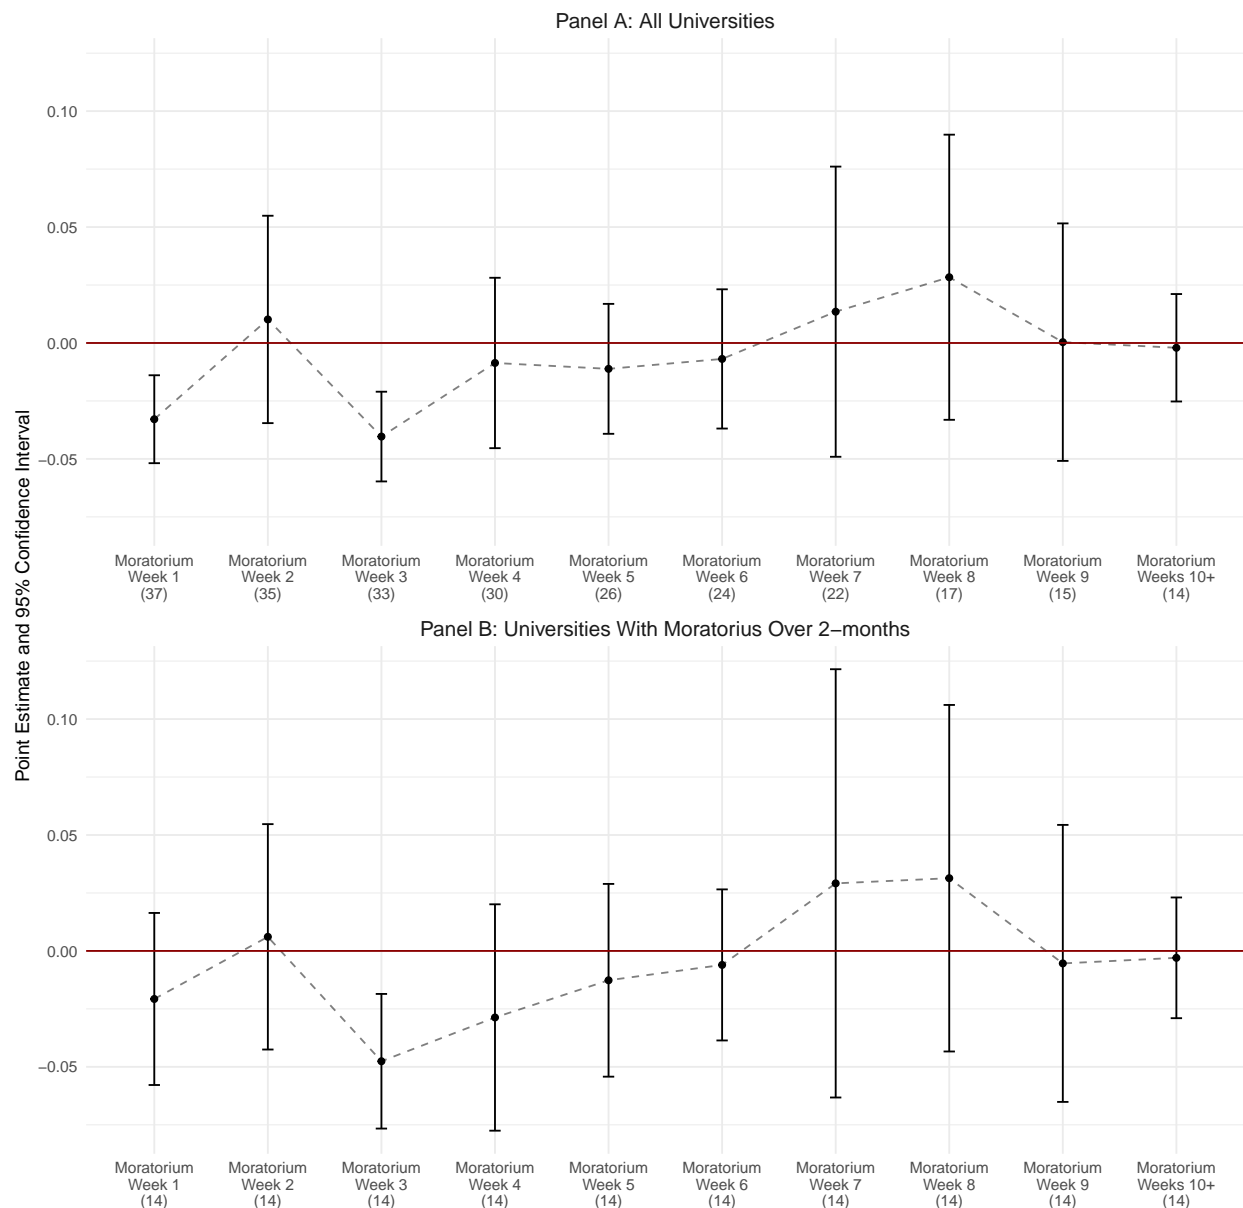 Panel A: All Universities
Point Estimate and 95% Confidence Interval
0.10
0.05
0.00
−0.05
Moratorium Moratorium Moratorium Moratorium Moratorium Moratorium Moratorium Moratorium Moratorium Moratorium
Week 1 Week 2 Week 3 Week 4 Week 5 Week 6 Week 7 Week 8 Week 9 Weeks 10+
(37) (35) (33) (30) (26) (24) (22) (17) (15) (14)
Panel B: Universities With Moratorius Over 2−months
0.10
0.05
0.00
−0.05
Moratorium Moratorium Moratorium Moratorium Moratorium Moratorium Moratorium Moratorium Moratorium Moratorium
Week 1 Week 2 Week 3 Week 4 Week 5 Week 6 Week 7 Week 8 Week 9 Weeks 10+
(14) (14) (14) (14) (14) (14) (14) (14) (14) (14)